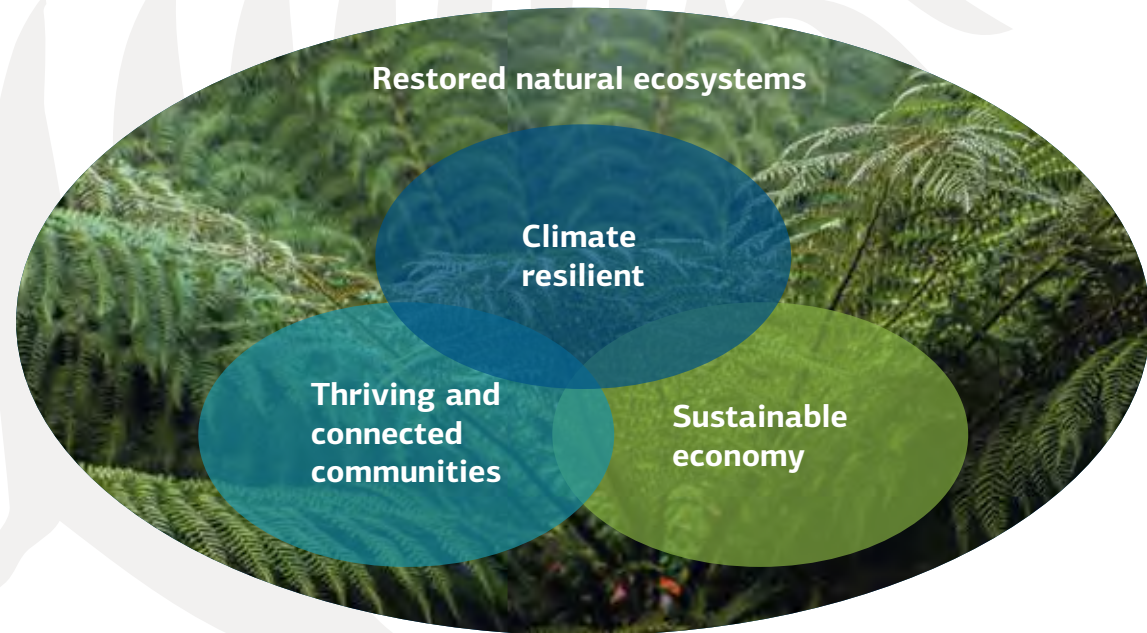 Restored natural ecosystems
Climate
resilient
Thriving and
connected
communities
Sustainable
economy